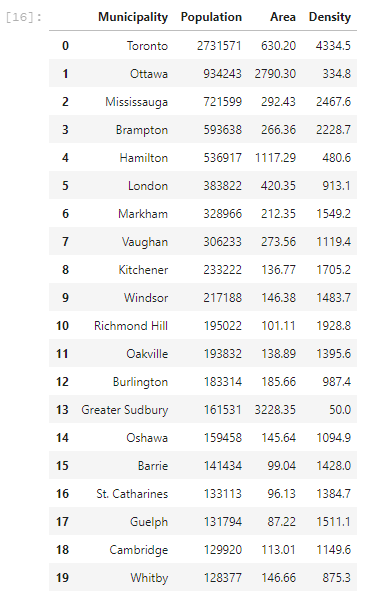 [16]:
Municipality Population Area Density
0 Toronto 2731571 630.20 4334.5
1 Ottawa 934243 2790.30 334.8
2 Mississauga 721599 292.43 2467.6
3 Brampton 593638 266.36 2228.7
4 Hamilton 536917 1117.29 480.6
5 London 383822 420.35 913.1
6 Markham 328966 212.35 1549.2
7 Vaughan 306233 273.56 1119.4
8 Kitchener 233222 136.77 1705.2
9 Windsor 217188 146.38 1483.7
10 Richmond Hill 195022 101.11 1928.8
11 Oakville 193832 138.89 1395.6
12 Burlington 183314 185.66 987.4
13 Greater Sudbury 161531 3228.35 50.0
14 Oshawa 159458 145.64 1094.9
15 Barrie 141434 99.04 1428.0
16 St. Catharines 133113 96.13 1384.7
17 Guelph 131794 87.22 1511.1
18 Cambridge 129920 113.01 1149.6
19 Whitby 128377 146.66 875.3